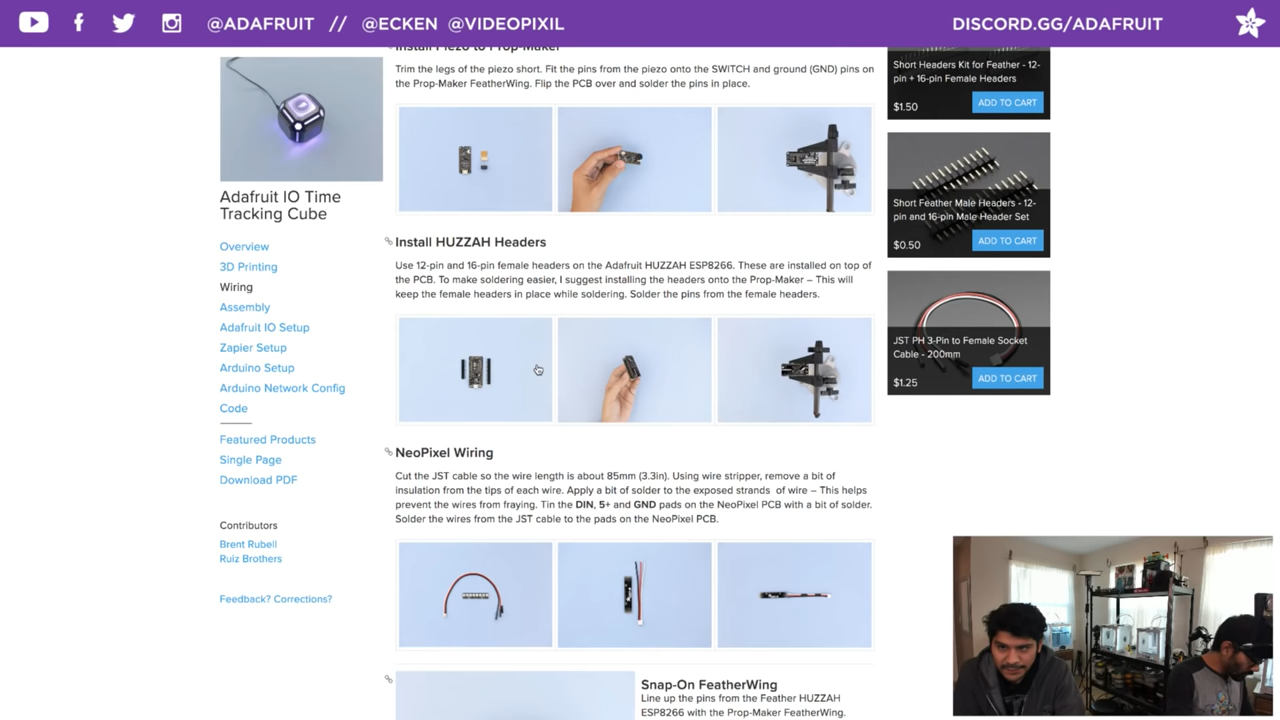 @ADAFRUIT // @ECKEN @VIDEOPIXIL
DISCORD.GG/ADAFRUIT
Install Piezo to Prop-Maker
Trim the legs of the piezo short. Fit the pins from the piezo onto the SWITCH and ground (GND) pins on
the Prop-Maker FeatherWing. Flip the PCB over and solder the pins in place.
Adafruit IO Time
Tracking Cube
Overview
3D Printing
Wiring
Assembly
Adafruit IO Setup
Zapier Setup
Arduino Setup
Arduino Network Config
Code
Featured Products
Single Page
Download PDF
Contributors
Brent Rubell
Ruiz Brothers
Feedback? Corrections?
Install HUZZAH Headers
Use 12-pin and 16-pin female headers on the Adafruit HUZZAH ESP8266. These are installed on top of
the PCB. To make soldering easier, I suggest installing the headers onto the Prop-Maker – This will
keep the female headers in place while soldering. Solder the pins from the female headers.
NeoPixel Wiring
Cut the JST cable so the wire length is about 85mm (3.3in). Using wire stripper, remove a bit of
insulation from the tips of each wire. Apply a bit of solder to the exposed strands of wire – This helps
prevent the wires from fraying. Tin the DIN, 5+ and GND pads on the NeoPixel PCB with a bit of solder.
Solder the wires from the JST cable to the pads on the NeoPixel PCB.
Snap-On FeatherWing
Line up the pins from the Feather HUZZAH
ESP8266 with the Prop-Maker FeatherWing.
Short Headers Kit for Feather - 12-
pin + 16-pin Female Headers
$1.50
ADD TO CART
Short Feather Male Headers - 12-
pin and 16-pin Male Header Set
$0.50
ADD TO CART
JST PH 3-Pin to Female Socket
Cable - 200mm
$1.25
ADD TO CART